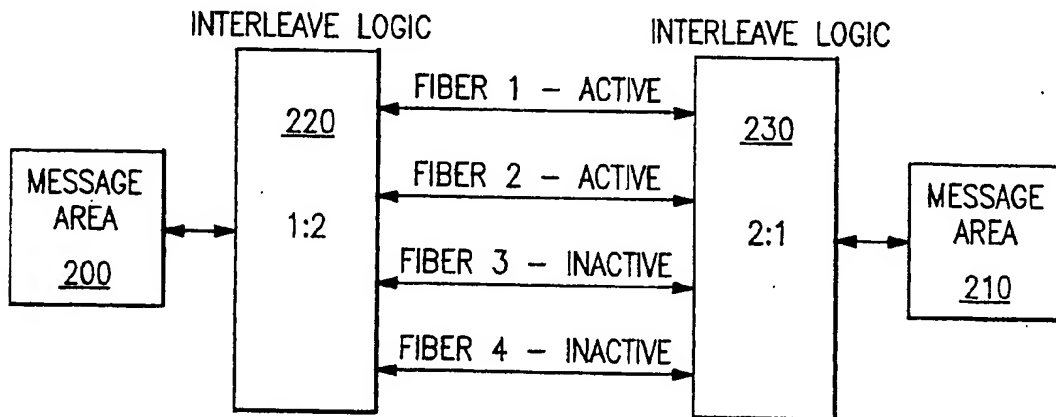 INTERLEAVE LOGIC
INTERLEAVE LOGIC
FIBER 1 – ACTIVE
220
230
FIBER 2 – ACTIVE
MESSAGE
AREA
200
1:2
2:1
MESSAGE
AREA
210
FIBER 3 – INACTIVE
FIBER 4 – INACTIVE